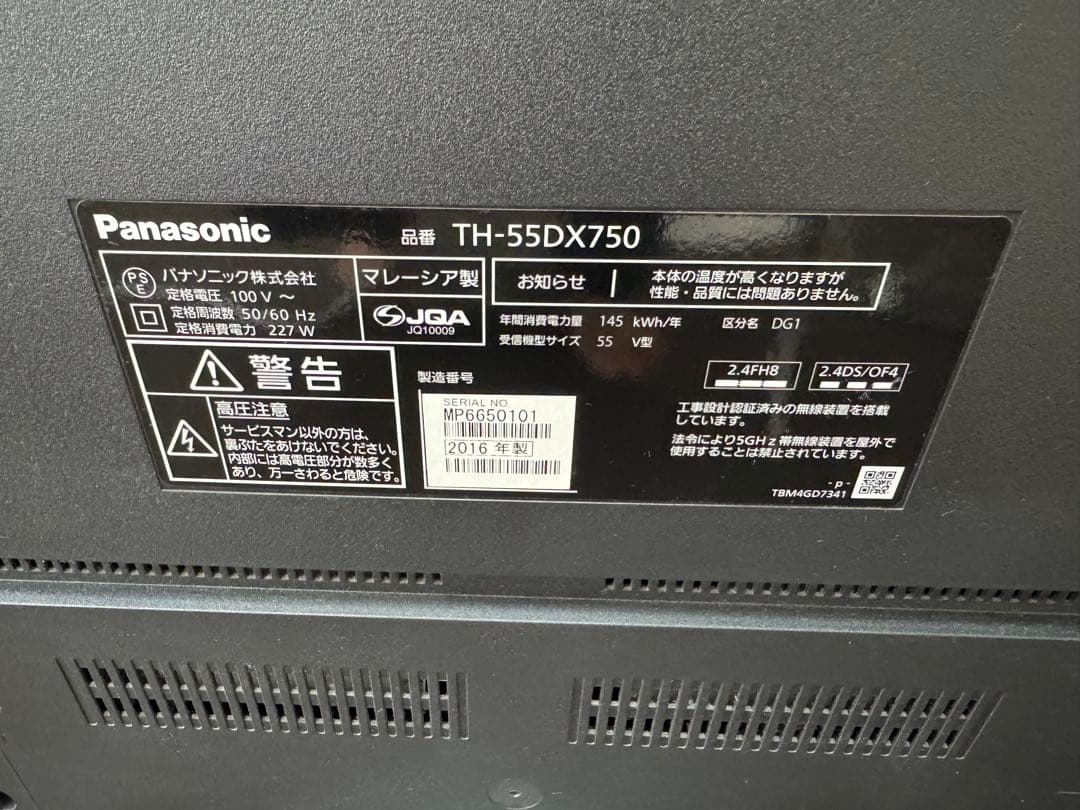 Panasonic
品番 TH-55DX750
PS
E
パナソニック株式会社
定格電圧 100 V ～
定格周波数 50/60 Hz
定格消費電力 227 W
マレーシア製
JQA
JQ10009
お知らせ
本体の温度が高くなりますが
性能・品質には問題ありません。
年間消費電力量 145 kWh/年 区分名 DG1
受信機型サイズ 55 V型
警告
高圧注意
サービスマン以外の方は、
裏ぶたをあけないでください。
内部には高電圧部分が数多く
あり、万一さわると危険です。
製造番号
SERIAL NO.
MP6650101
2016 年製
2.4FH8
2.4DS/OF4
工事設計認証済みの無線装置を搭載
しています。
法令により5GHz帯無線装置を屋外で
使用することは禁止されています。
- p -
TBM4GD7341